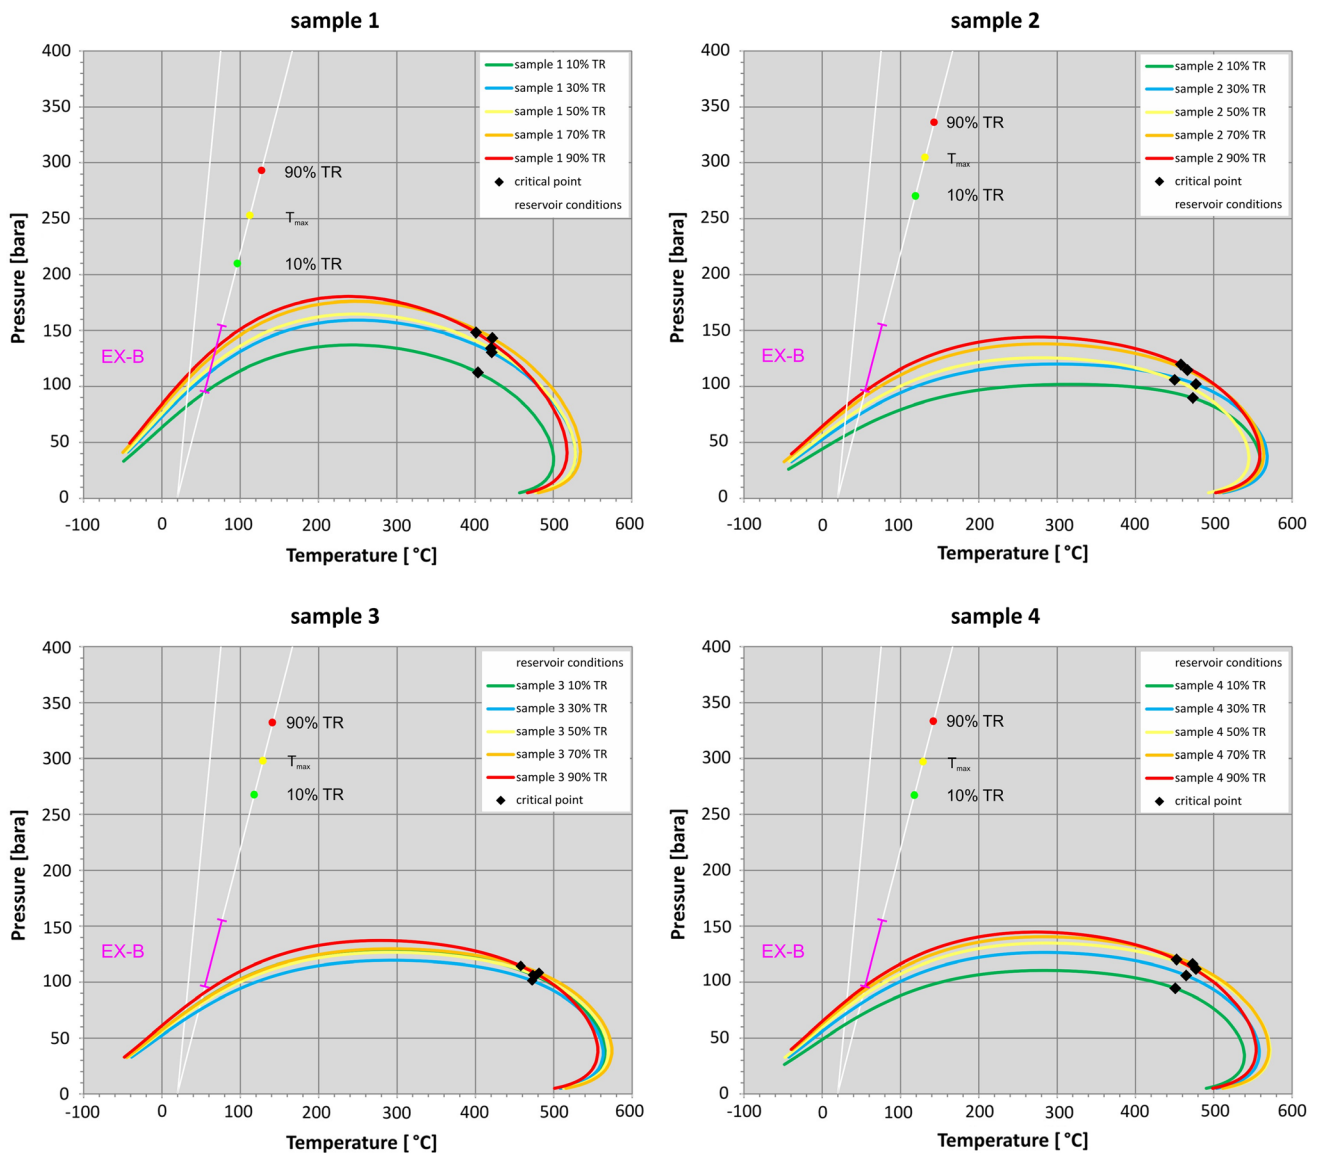 sample 1
400
350
300
250
200
150
100
50
0
-100
0
100
200
300
400
500
600
Pressure [bara]
Temperature [ °C]
sample 1 10% TR
sample 1 30% TR
sample 1 50% TR
sample 1 70% TR
sample 1 90% TR
critical point
reservoir conditions
90% TR
Tmax
10% TR
EX-B
sample 2
400
350
300
250
200
150
100
50
0
-100
0
100
200
300
400
500
600
Pressure [bara]
Temperature [ °C]
sample 2 10% TR
sample 2 30% TR
sample 2 50% TR
sample 2 70% TR
sample 2 90% TR
critical point
reservoir conditions
90% TR
Tmax
10% TR
EX-B
sample 3
400
350
300
250
200
150
100
50
0
-100
0
100
200
300
400
500
600
Pressure [bara]
Temperature [ °C]
reservoir conditions
sample 3 10% TR
sample 3 30% TR
sample 3 50% TR
sample 3 70% TR
sample 3 90% TR
critical point
90% TR
Tmax
10% TR
EX-B
sample 4
400
350
300
250
200
150
100
50
0
-100
0
100
200
300
400
500
600
Pressure [bara]
Temperature [ °C]
reservoir conditions
sample 4 10% TR
sample 4 30% TR
sample 4 50% TR
sample 4 70% TR
sample 4 90% TR
critical point
90% TR
Tmax
10% TR
EX-B